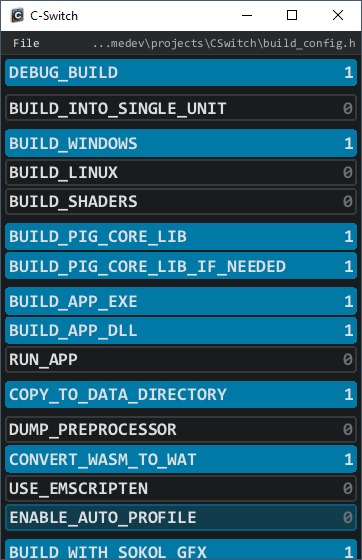 C-Switch
File ...medev\projects\CSwitch\build_config.h
DEBUG_BUILD 1
BUILD_INTO_SINGLE_UNIT 0
BUILD_WINDOWS 1
BUILD_LINUX 0
BUILD_SHADERS 0
BUILD_PIG_CORE_LIB 1
BUILD_PIG_CORE_LIB_IF_NEEDED 1
BUILD_APP_EXE 1
BUILD_APP_DLL 1
RUN_APP 0
COPY_TO_DATA_DIRECTORY 1
DUMP_PREPROCESSOR 0
CONVERT_WASM_TO_WAT 1
USE_EMSCRIPTEN 0
ENABLE_AUTO_PROFILE 0
BUILD_WITH_SOKOL_GFX 1